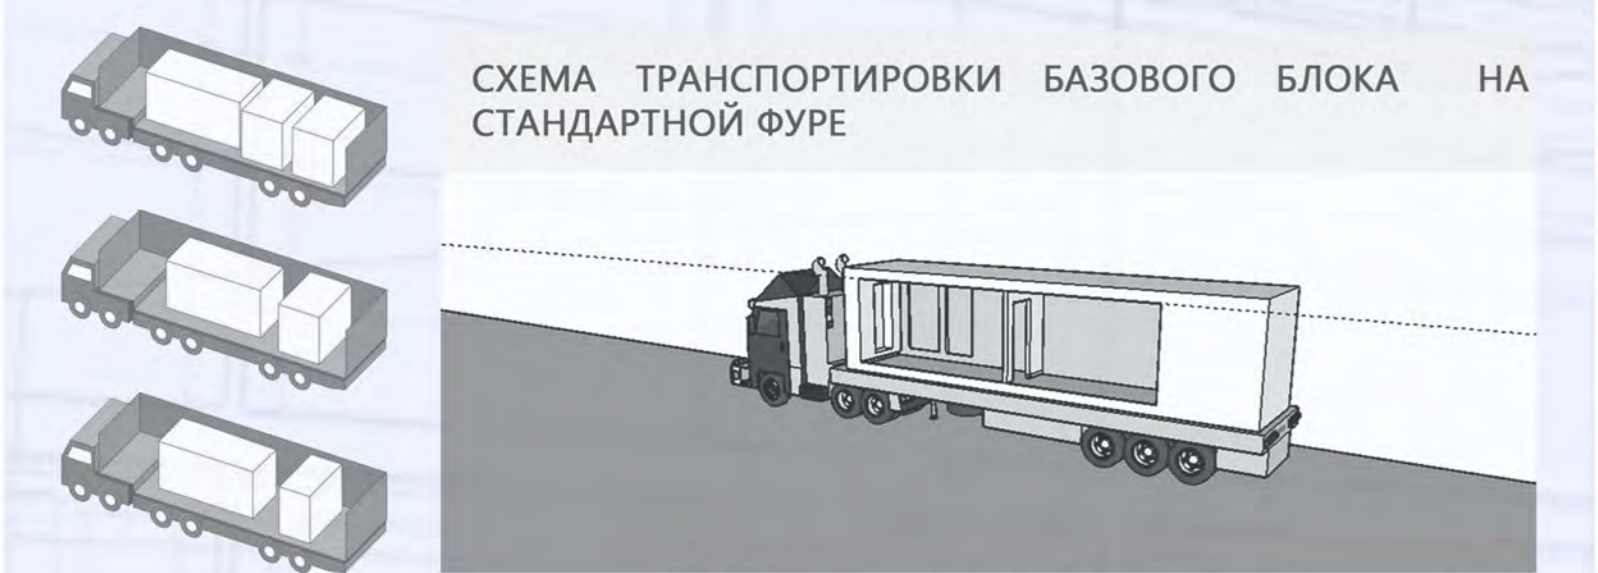 СХЕМА ТРАНСПОРТИРОВКИ БАЗОВОГО БЛОКА НА
СТАНДАРТНОЙ ФУРЕ